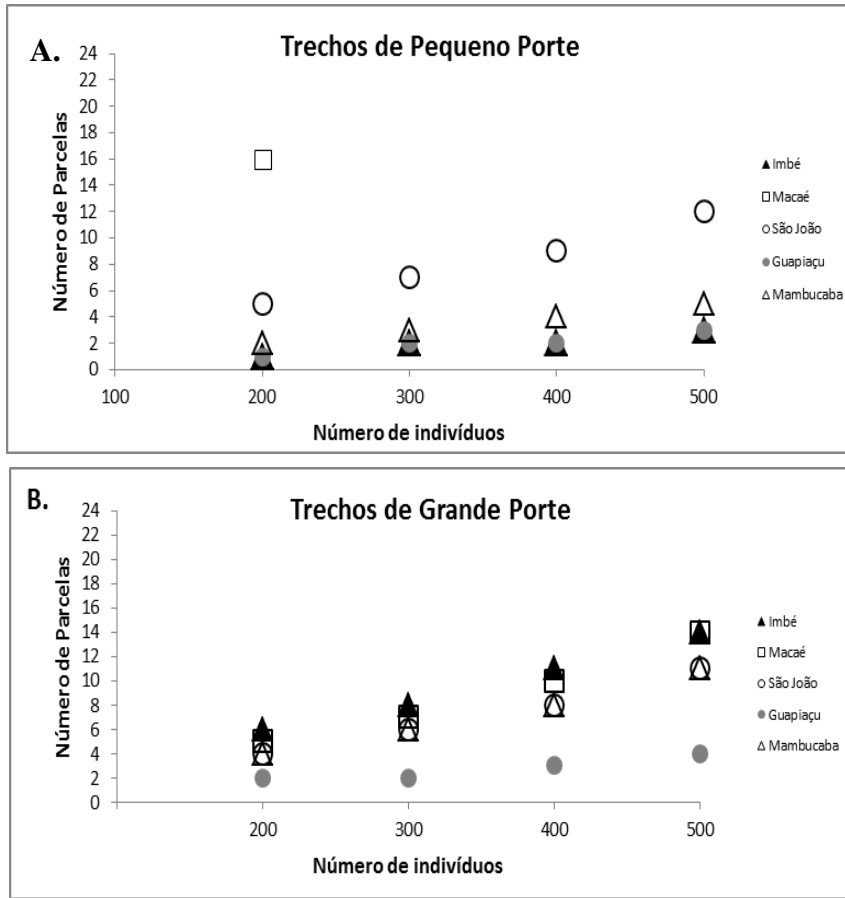 A.
Trechos de Pequeno Porte
Número de Parcelas
24
22
20
18
16
14
12
10
8
6
4
2
0
100
200
300
400
500
Número de indivíduos
Imbé
Macaé
São João
Guapiaçu
Mambucaba
B.
Trechos de Grande Porte
Número de Parcelas
24
22
20
18
16
14
12
10
8
6
4
2
0
200
300
400
500
Número de indivíduos
Imbé
Macaé
São João
Guapiaçu
Mambucaba